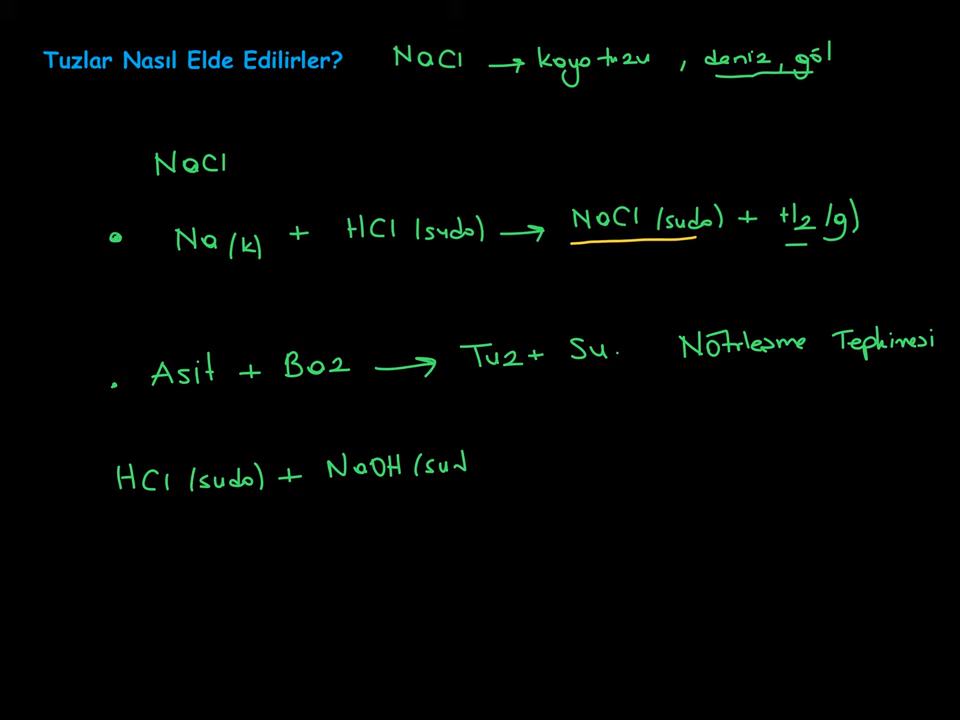 Tuzlar Nasıl Elde Edilirler? NaCl → kaya tuzu, deniz, göl
NaCl
• Na (k) + HCl (suda) → NaCl (suda) + H2 (g)
• Asit + Baz → Tuz + Su. Nötrleşme Tepkimesi
HCl (suda) + NaOH (sud